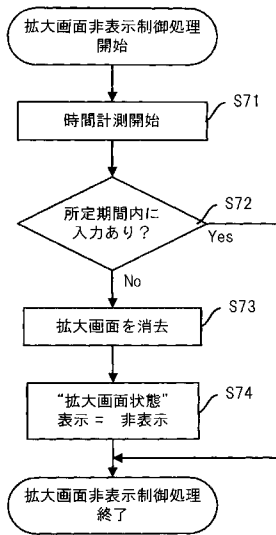 拡大画面非表示制御処理
開始
S71
時間計測開始
S72
所定期間内に
入力あり？
Yes
No
S73
拡大画面を消去
S74
“拡大画面状態”
表示 = 非表示
拡大画面非表示制御処理
終了